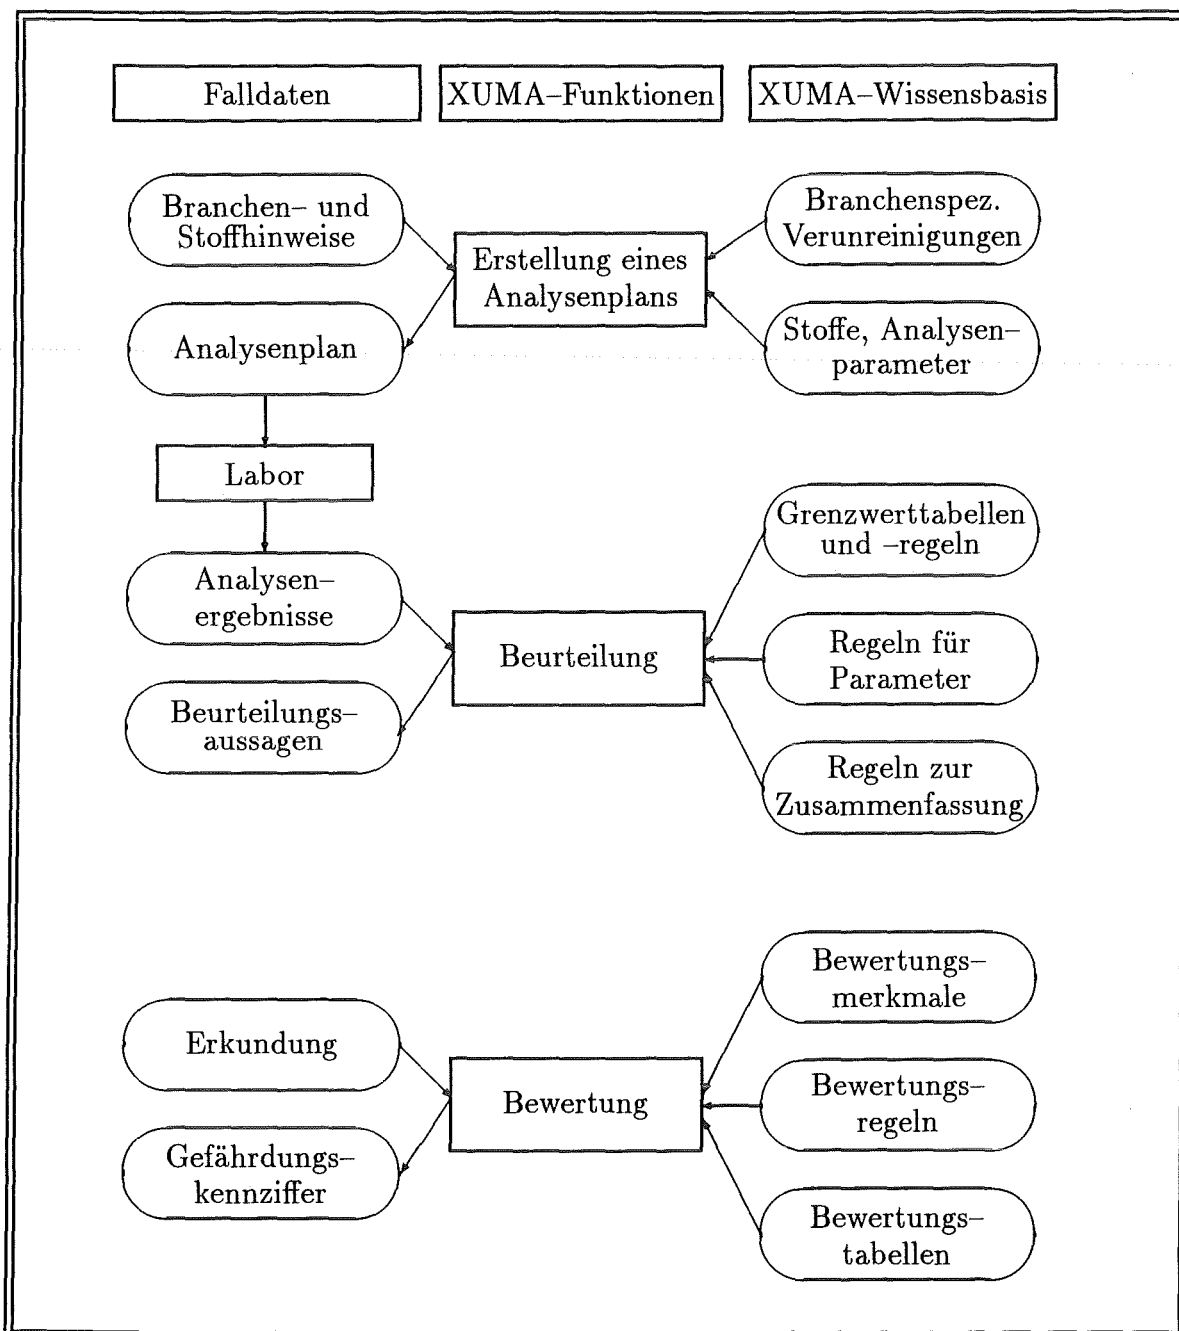 Falldaten
XUMA–Funktionen
XUMA–Wissensbasis
Branchen– und
Stoffhinweise
Erstellung eines
Analysenplans
Branchenspez.
Verunreinigungen
Analysenplan
Stoffe, Analysen–
parameter
Labor
Grenzwerttabellen
und –regeln
Analysen–
ergebnisse
Beurteilung
Regeln für
Parameter
Beurteilungs–
aussagen
Regeln zur
Zusammenfassung
Bewertungs–
merkmale
Erkundung
Bewertung
Bewertungs–
regeln
Gefährdungs–
kennziffer
Bewertungs–
tabellen